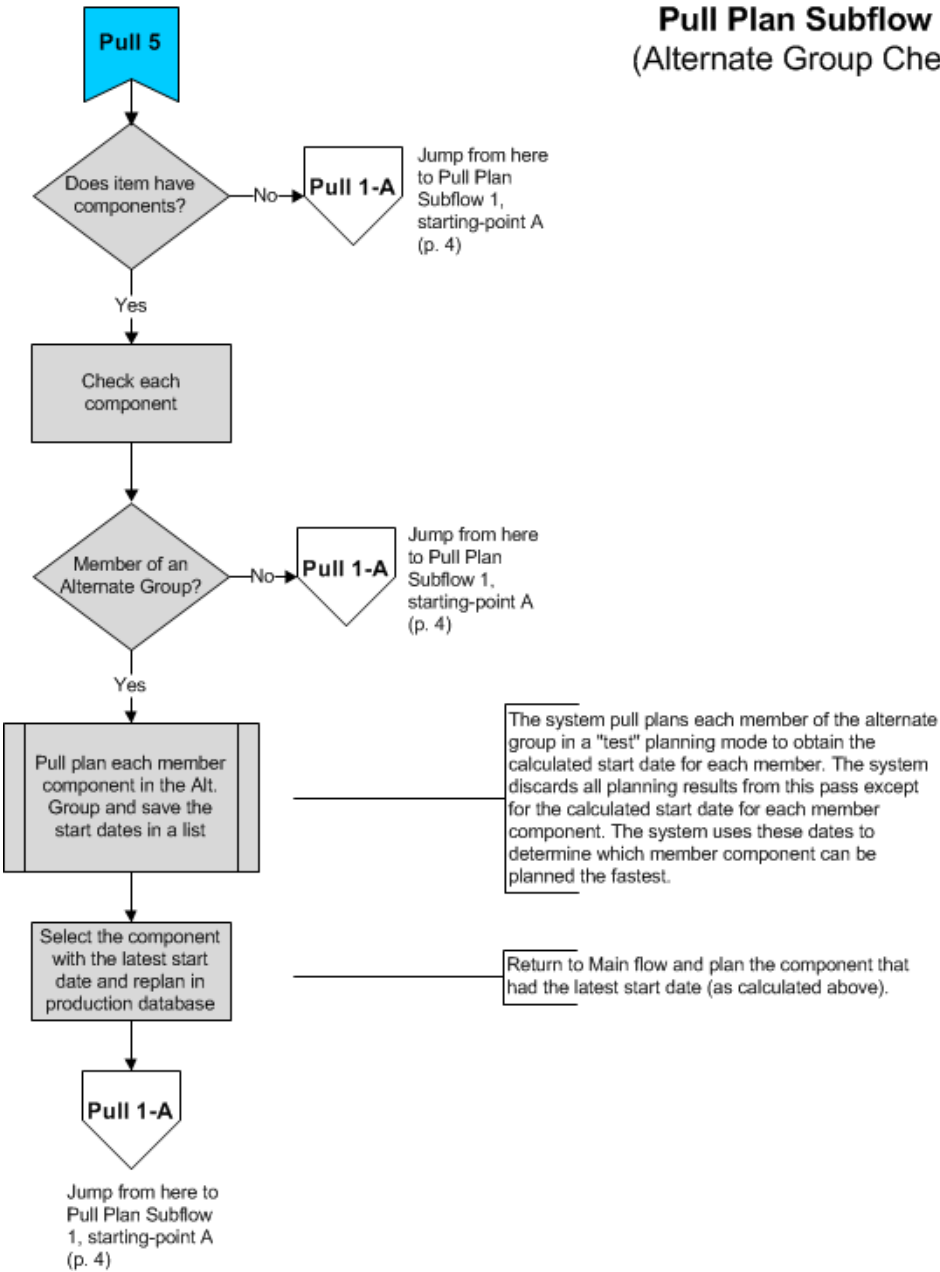 Pull Plan Subflow
(Alternate Group Che
Pull 5
Does item have
components?
No
Pull 1-A
Jump from here
to Pull Plan
Subflow 1,
starting-point A
(p. 4)
Yes
Check each
component
Member of an
Alternate Group?
No
Pull 1-A
Jump from here
to Pull Plan
Subflow 1,
starting-point A
(p. 4)
Yes
Pull plan each member
component in the Alt.
Group and save the
start dates in a list
The system pull plans each member of the alternate
group in a "test" planning mode to obtain the
calculated start date for each member. The system
discards all planning results from this pass except
for the calculated start date for each member
component. The system uses these dates to
determine which member component can be
planned the fastest.
Select the component
with the latest start
date and replan in
production database
Return to Main flow and plan the component that
had the latest start date (as calculated above).
Pull 1-A
Jump from here to
Pull Plan Subflow
1, starting-point A
(p. 4)